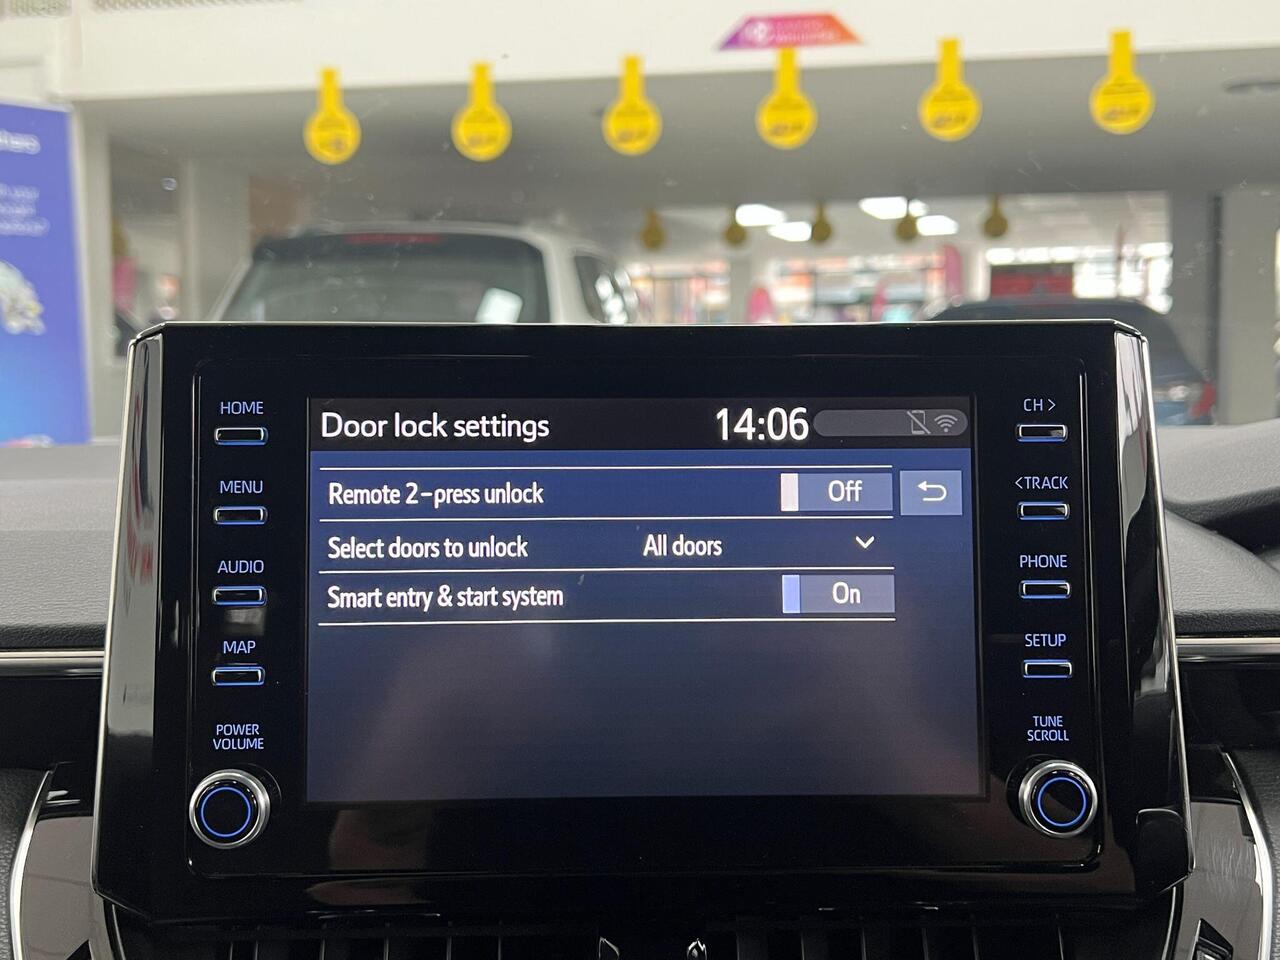 HOME
MENU
AUDIO
MAP
POWER
VOLUME
Door lock settings 14:06
Remote 2-press unlock Off
Select doors to unlock All doors
Smart entry & start system On
CH >
<TRACK
PHONE
SETUP
TUNE
SCROLL